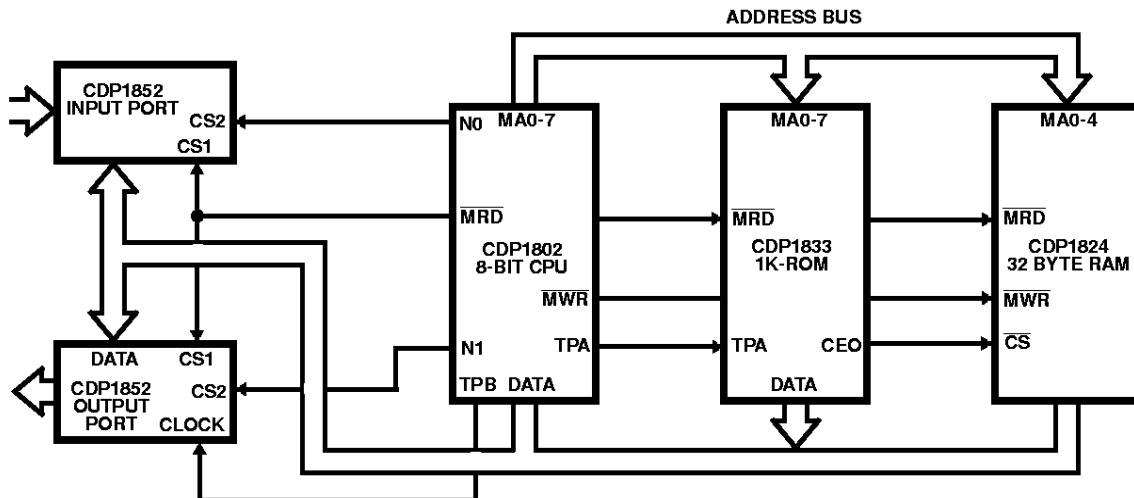 ADDRESS BUS
CDP1852
INPUT PORT
CS2
CS1
N0
MA0-7
MRD
CDP1802
8-BIT CPU
MWR
TPA
N1
TPB DATA
MA0-7
MRD
CDP1833
1K-ROM
TPA
CEO
DATA
MA0-4
MRD
CDP1824
32 BYTE RAM
MWR
CS
DATA
CS1
CDP1852
OUTPUT
PORT
CS2
CLOCK